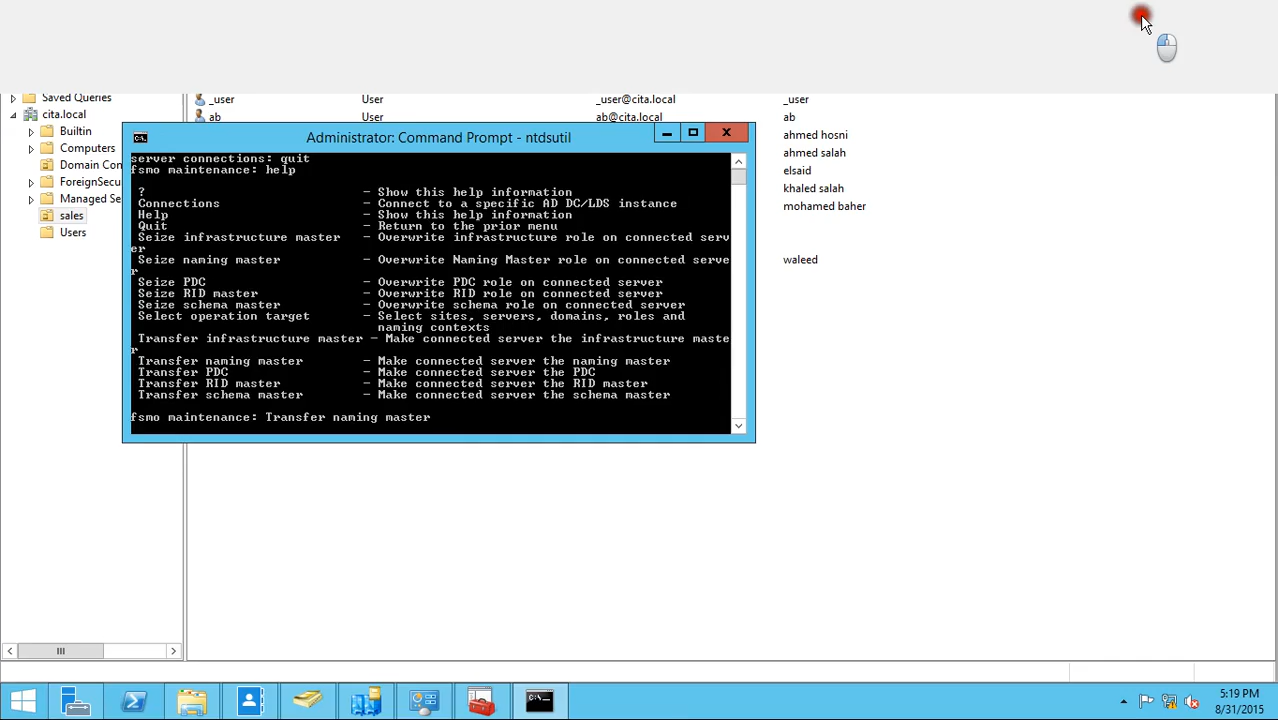 Saved Queries
cita.local
Builtin
Computers
Domain Con
ForeignSecu
Managed Se
sales
Users
_user User _user@cita.local _user
ab User ab@cita.local ab
ahmed hosni
ahmed salah
elsaid
khaled salah
mohamed baher
waleed
Administrator: Command Prompt - ntdsutil
server connections: quit
fsmo maintenance: help
? - Show this help information
Connections - Connect to a specific AD DC/LDS instance
Help - Show this help information
Quit - Return to the prior menu
Seize infrastructure master - Overwrite infrastructure role on connected serv
er
Seize naming master - Overwrite Naming Master role on connected serve
r
Seize PDC - Overwrite PDC role on connected server
Seize RID master - Overwrite RID role on connected server
Seize schema master - Overwrite schema role on connected server
Select operation target - Select sites, servers, domains, roles and
naming contexts
Transfer infrastructure master - Make connected server the infrastructure maste
r
Transfer naming master - Make connected server the naming master
Transfer PDC - Make connected server the PDC
Transfer RID master - Make connected server the RID master
Transfer schema master - Make connected server the schema master
fsmo maintenance: Transfer naming master
5:19 PM
8/31/2015